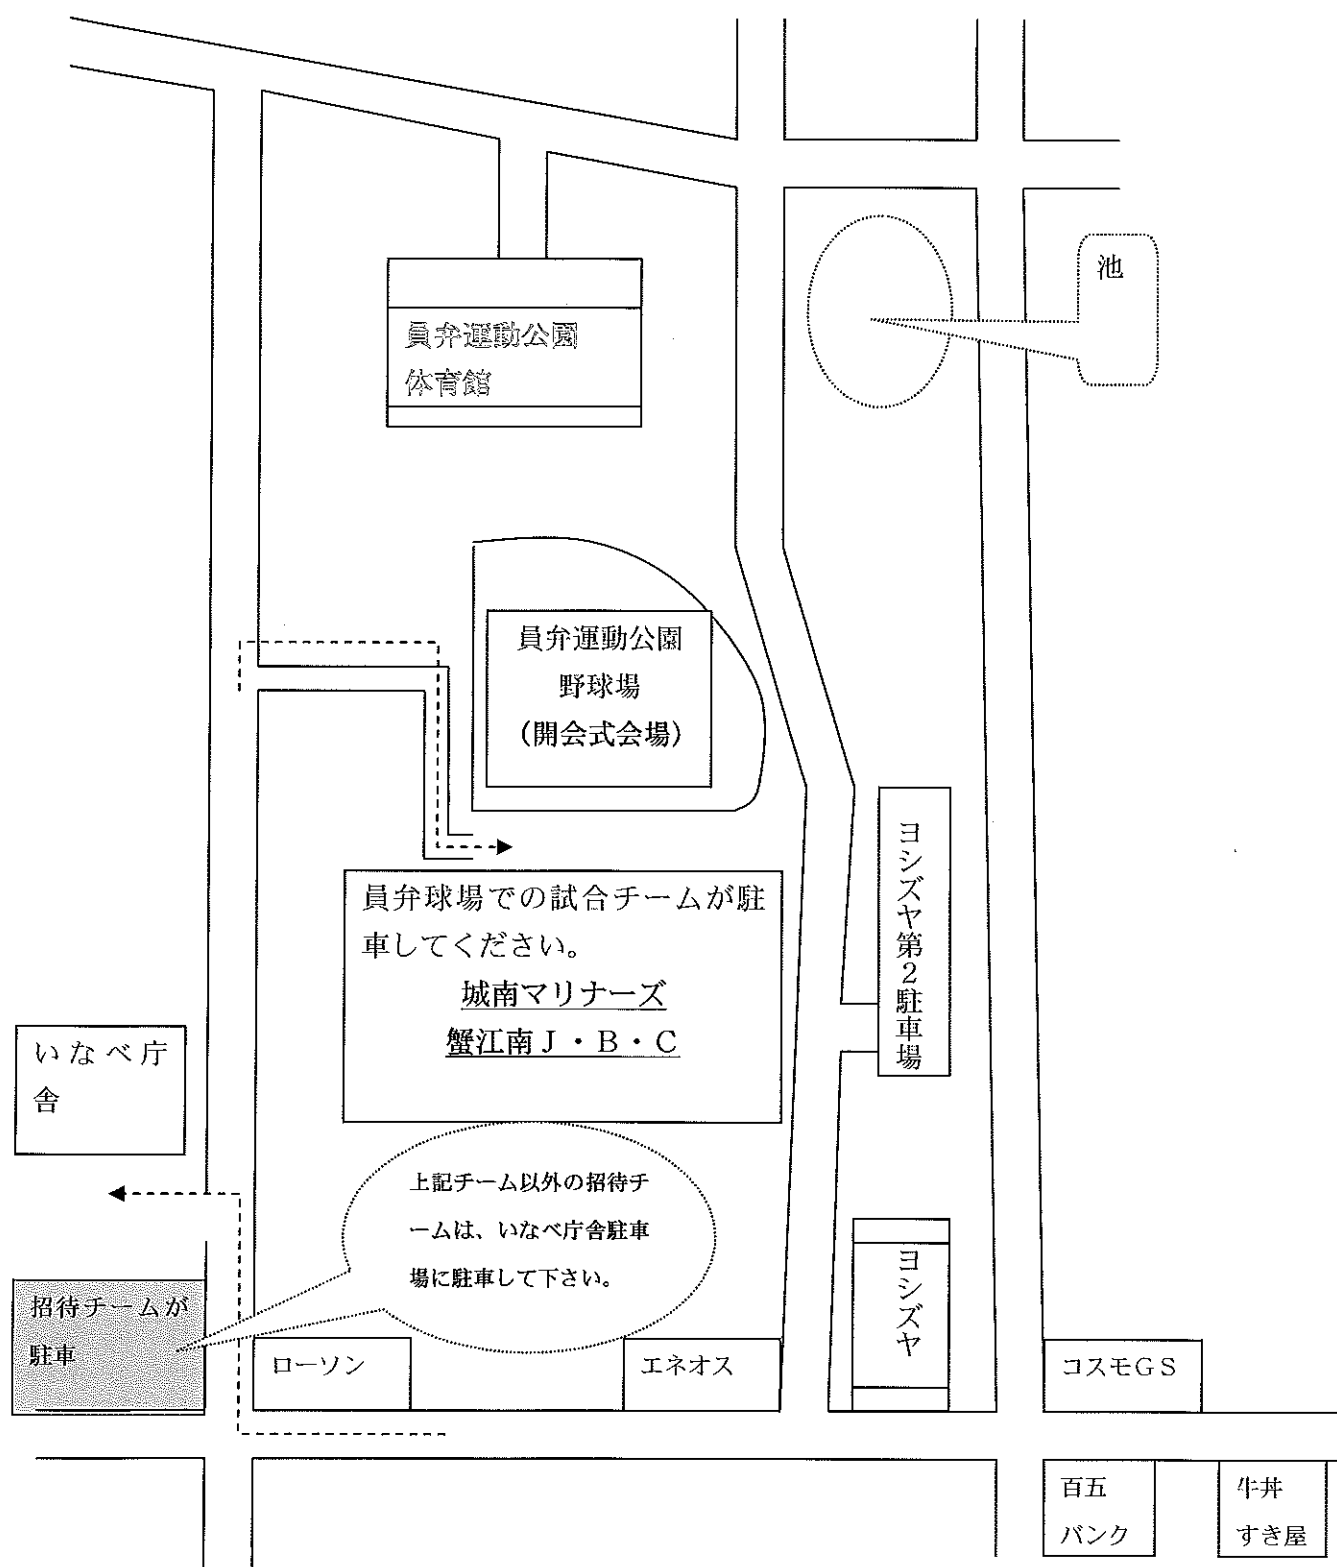 池
員弁運動公園
体育館
員弁運動公園
野球場
(開会式会場)
ヨシズヤ第2駐車場
員弁球場での試合チームが駐
車してください。
城南マリナーズ
蟹江南J・B・C
いなべ庁
舎
上記チーム以外の招待チ
ームは、いなべ庁舎駐車
場に駐車して下さい。
ヨシズヤ
招待チームが
駐車
ローソン
エネオス
コスモGS
百五
バンク
牛丼
すき屋